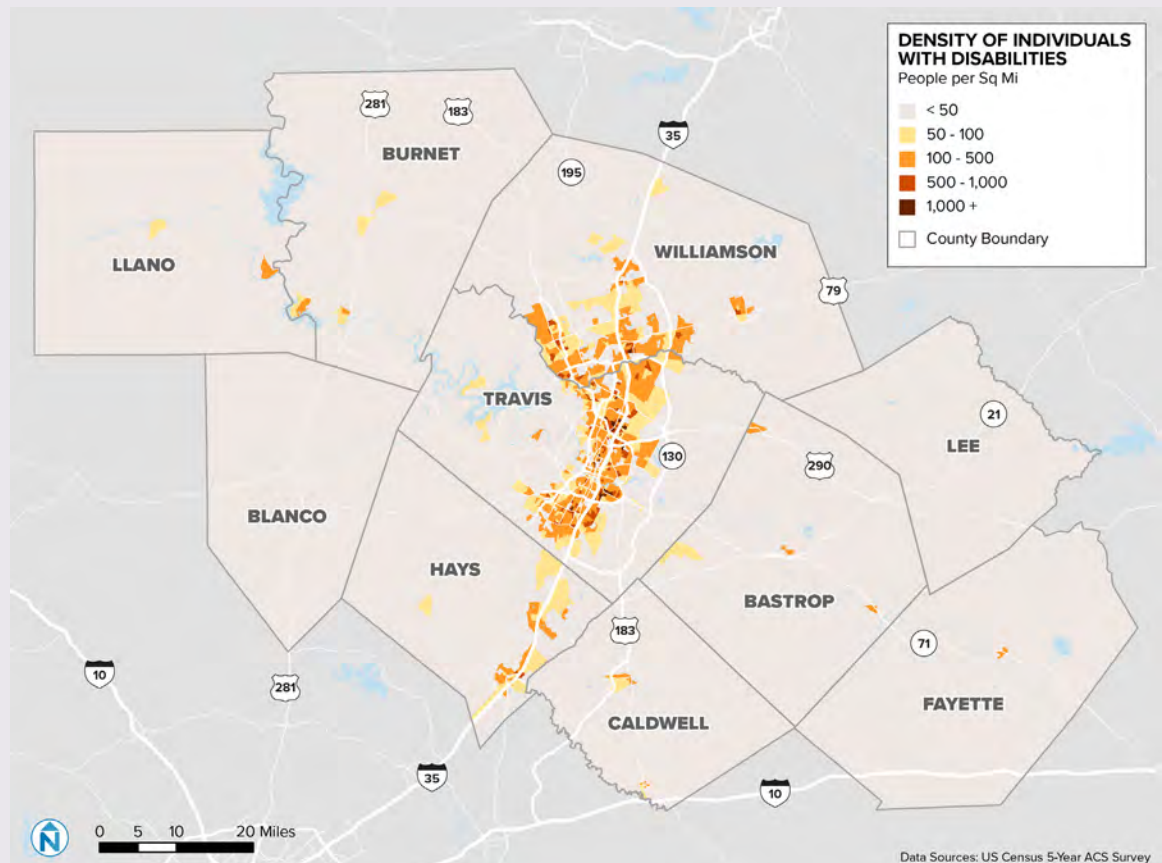 DENSITY OF INDIVIDUALS
WITH DISABILITIES
People per Sq Mi
< 50
50 - 100
100 - 500
500 - 1,000
1,000 +
County Boundary
281
183
35
BURNET
195
LLANO
WILLIAMSON
79
TRAVIS
21
LEE
130
290
BLANCO
HAYS
BASTROP
183
71
10
281
FAYETTE
CALDWELL
35
10
N
0 5 10 20 Miles
Data Sources: US Census 5-Year ACS Survey